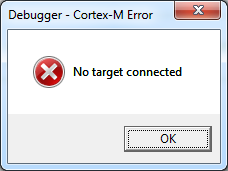 Debugger - Cortex-M Error
No target connected
OK